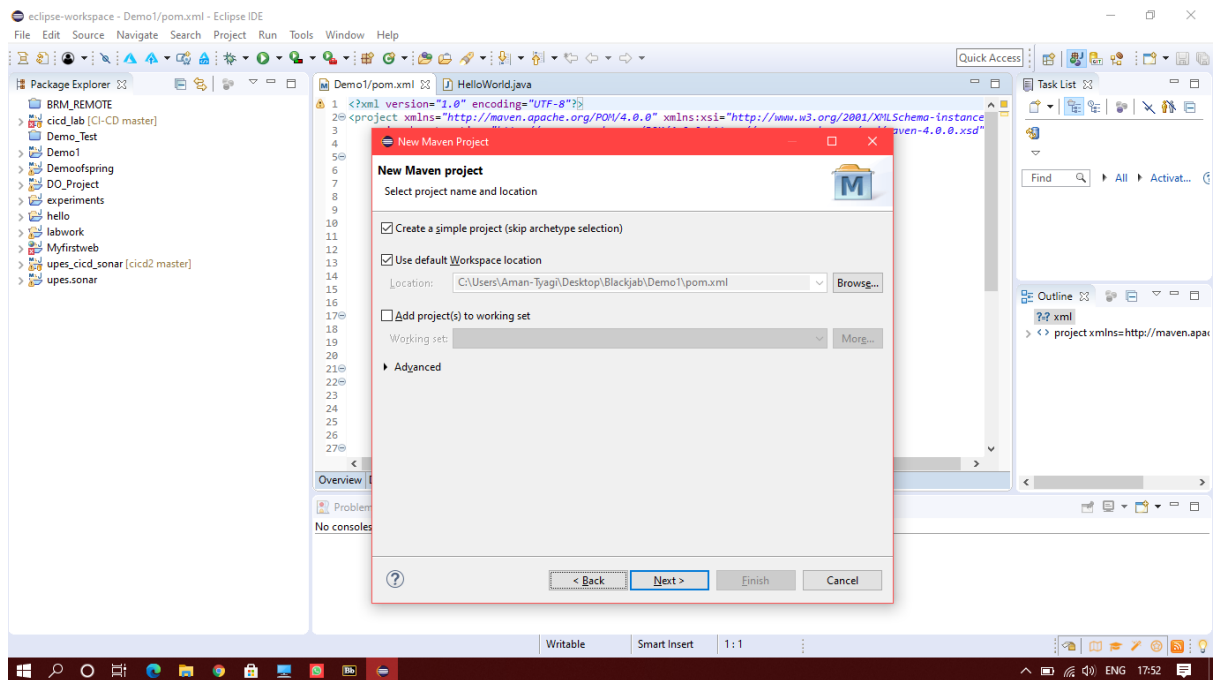 eclipse-workspace - Demo1/pom.xml - Eclipse IDE
File Edit Source Navigate Search Project Run Tools Window Help
Quick Access
Package Explorer
BRM_REMOTE
cicd_lab [CI-CD master]
Demo_Test
Demo1
Demoofspring
DO_Project
experiments
hello
labwork
Myfirstweb
upes_cicd_sonar [cicd2 master]
upes.sonar
Demo1/pom.xml
HelloWorld.java
1 <?xml version="1.0" encoding="UTF-8"?>
2 <project xmlns="http://maven.apache.org/POM/4.0.0" xmlns:xsi="http://www.w3.org/2001/XMLSchema-instance
3 aven-4.0.0.xsd"
4
5
6
7
8
9
10
11
12
13
14
15
16
17
18
19
20
21
22
23
24
25
26
27
Overview
Problem
No consoles
New Maven Project
New Maven project
Select project name and location
M
Create a simple project (skip archetype selection)
Use default Workspace location
Location: C:\Users\Aman-Tyagi\Desktop\Blackjab\Demo1\pom.xml Browse...
Add project(s) to working set
Working set: More...
Advanced
? < Back Next > Finish Cancel
Task List
Find All Activat...
Outline
?=? xml
<> project xmlns=http://maven.apa
Writable Smart Insert 1 : 1
Bb
ENG 17:52